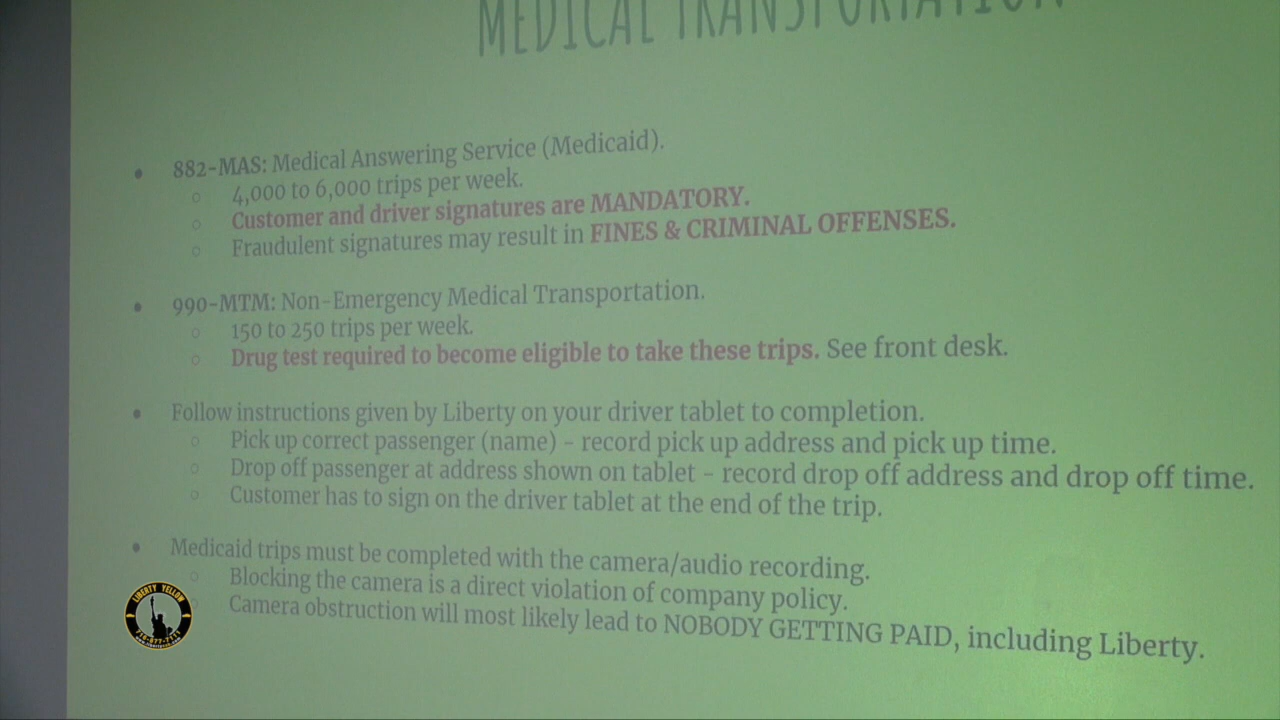 MEDICAL TRANSPORTATION
882-MAS: Medical Answering Service (Medicaid).
4,000 to 6,000 trips per week.
Customer and driver signatures are MANDATORY.
Fraudulent signatures may result in FINES & CRIMINAL OFFENSES.
990-MTM: Non-Emergency Medical Transportation.
150 to 250 trips per week.
Drug test required to become eligible to take these trips. See front desk.
Follow instructions given by Liberty on your driver tablet to completion.
Pick up correct passenger (name) - record pick up address and pick up time.
Drop off passenger at address shown on tablet - record drop off address and drop off time.
Customer has to sign on the driver tablet at the end of the trip.
Medicaid trips must be completed with the camera/audio recording.
Blocking the camera is a direct violation of company policy.
Camera obstruction will most likely lead to NOBODY GETTING PAID, including Liberty.
LIBERTY YELLOW
716-877-7111